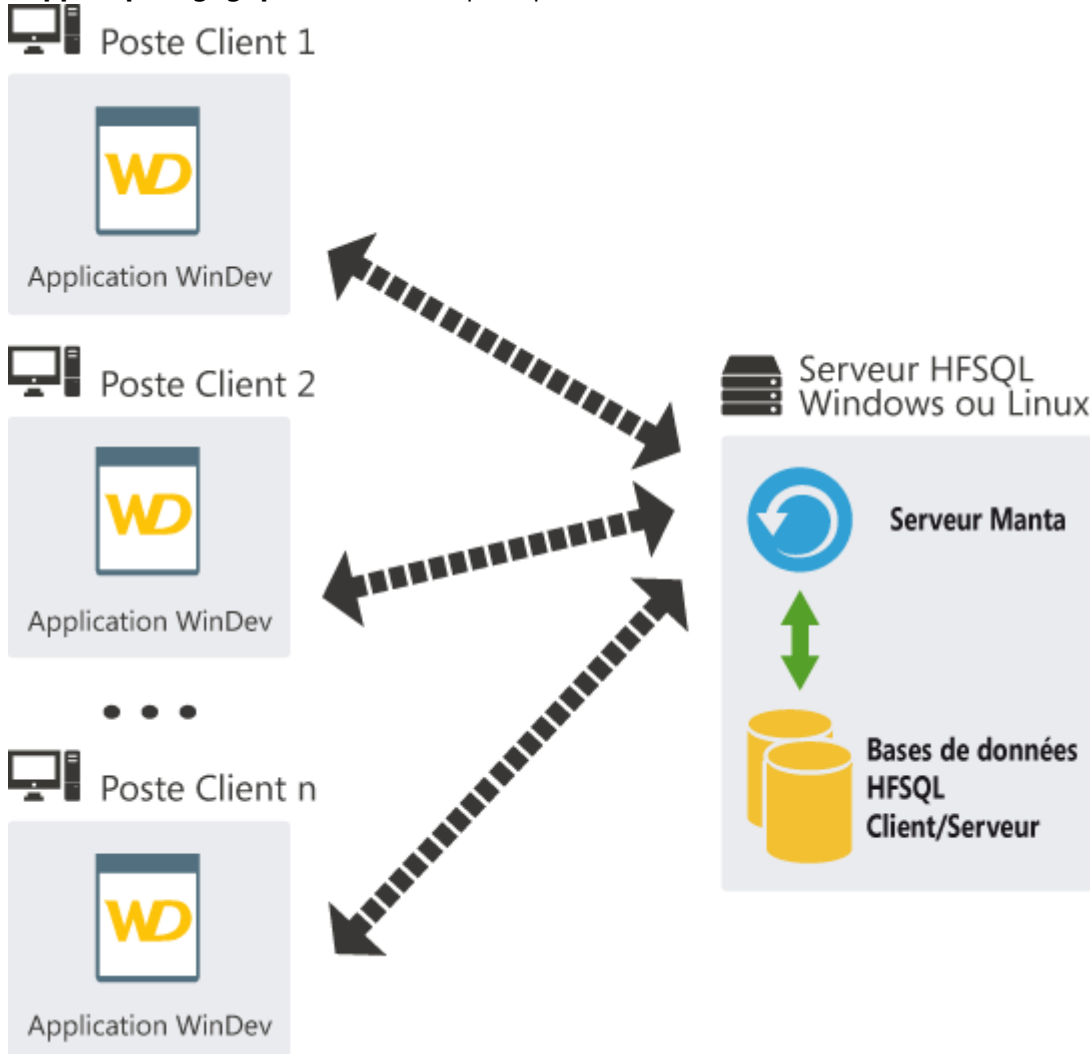 Poste Client 1
WD
Application WinDev
Poste Client 2
WD
Application WinDev
Poste Client n
WD
Application WinDev
Serveur HFSQL
Windows ou Linux
Serveur Manta
Bases de données
HFSQL
Client/Serveur